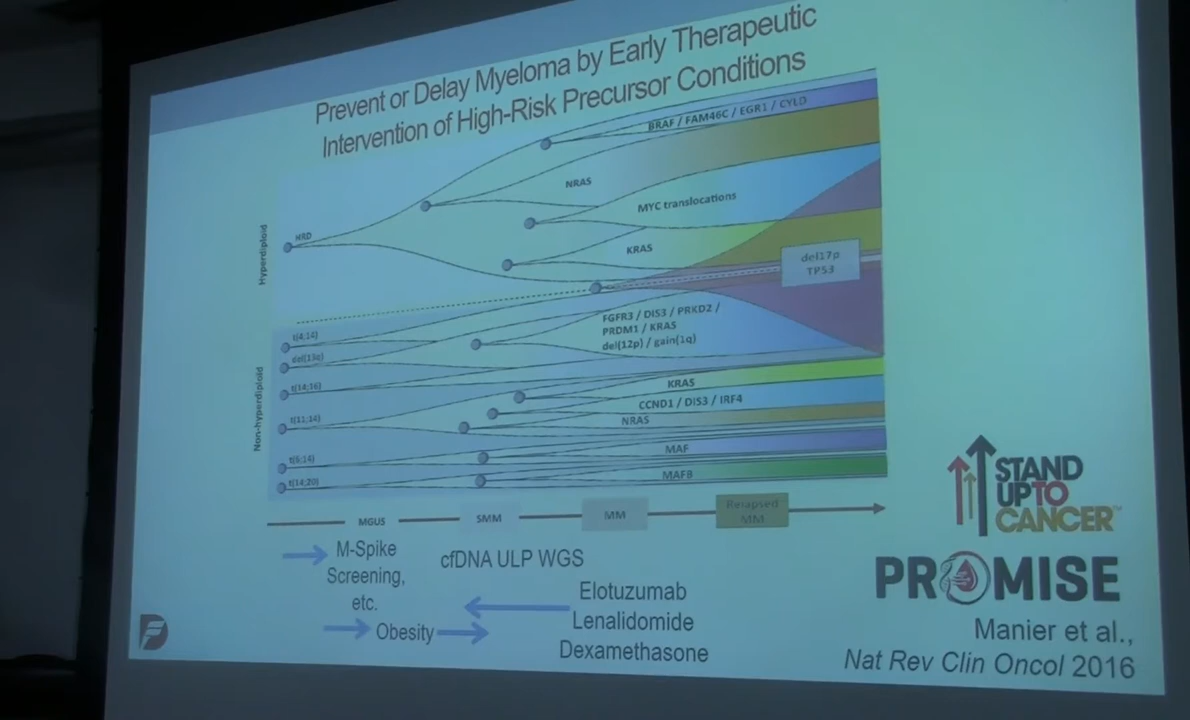 Prevent or Delay Myeloma by Early Therapeutic
Intervention of High-Risk Precursor Conditions
BRAF / FAM46C / EGR1 / CYLD
NRAS
MYC translocations
HRD
Hyperdiploid
KRAS
del17p
TP53
FGFR3 / DIS3 / PRKD2 /
PRDM1 / KRAS
del(12p) / gain(1q)
t(4;14)
del(13q)
t(14;16)
Non-hyperdiploid
KRAS
CCND1 / DIS3 / IRF4
t(11;14)
NRAS
MAF
t(6;14)
MAFB
t(14;20)
MGUS
SMM
MM
Relapsed
MM
M-Spike
Screening,
etc.
Obesity
cfDNA ULP WGS
Elotuzumab
Lenalidomide
Dexamethasone
STAND
UPTO
CANCER
PROMISE
Manier et al.,
Nat Rev Clin Oncol 2016